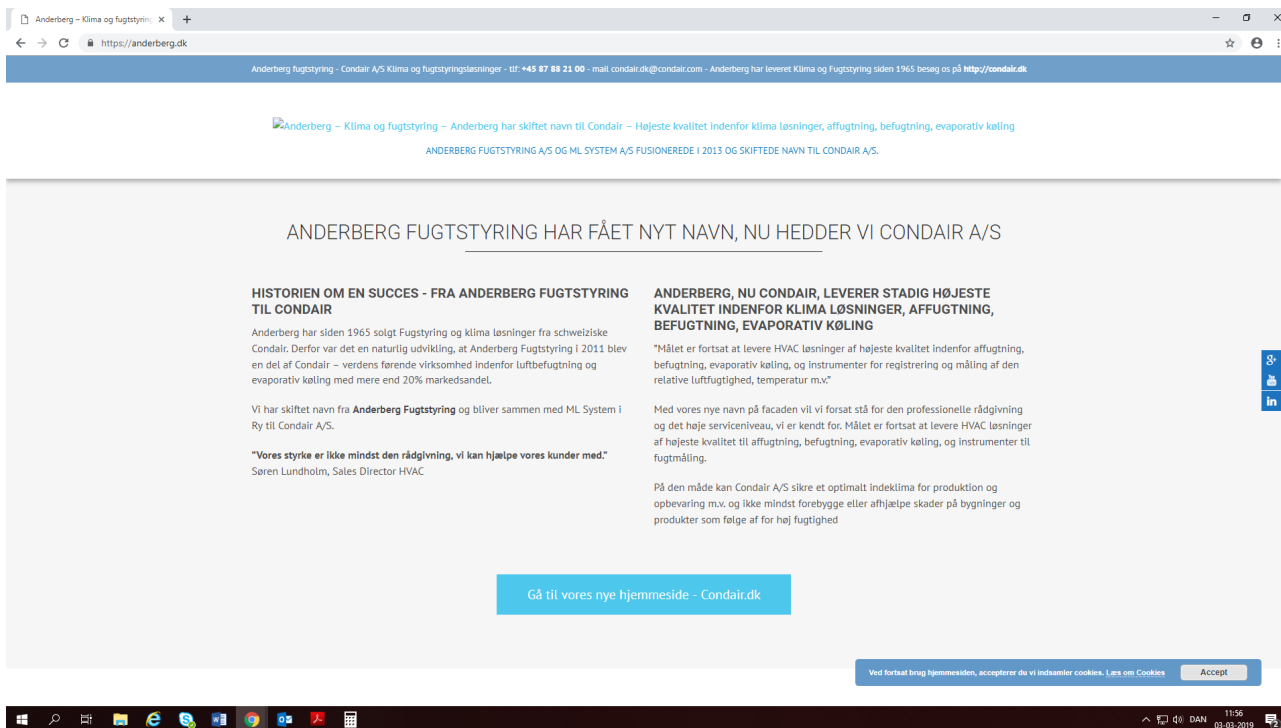 Anderberg – Klima og fugtstyring
https://anderberg.dk
Anderberg fugtstyring - Condair A/S Klima og fugtstyringsløsninger - tlf: +45 87 88 21 00 - mail condair.dk@condair.com - Anderberg har leveret Klima og Fugtstyring siden 1965 besøg os på http://condair.dk
Anderberg – Klima og fugtstyring – Anderberg har skiftet navn til Condair – Højeste kvalitet indenfor klima løsninger, affugtning, befugtning, evaporativ køling
ANDERBERG FUGTSTYRING A/S OG ML SYSTEM A/S FUSIONEREDE I 2013 OG SKIFTEDE NAVN TIL CONDAIR A/S.
ANDERBERG FUGTSTYRING HAR FÅET NYT NAVN, NU HEDDER VI CONDAIR A/S
HISTORIEN OM EN SUCCES - FRA ANDERBERG FUGTSTYRING
TIL CONDAIR
Anderberg har siden 1965 solgt Fugstyring og klima løsninger fra schweiziske
Condair. Derfor var det en naturlig udvikling, at Anderberg Fugtstyring i 2011 blev
en del af Condair – verdens førende virksomhed indenfor luftbefugtning og
evaporativ køling med mere end 20% markedsandel.
Vi har skiftet navn fra Anderberg Fugtstyring og bliver sammen med ML System i
Ry til Condair A/S.
"Vores styrke er ikke mindst den rådgivning, vi kan hjælpe vores kunder med."
Søren Lundholm, Sales Director HVAC
ANDERBERG, NU CONDAIR, LEVERER STADIG HØJESTE
KVALITET INDENFOR KLIMA LØSNINGER, AFFUGTNING,
BEFUGTNING, EVAPORATIV KØLING
"Målet er fortsat at levere HVAC løsninger af højeste kvalitet indenfor affugtning,
befugtning, evaporativ køling, og instrumenter for registrering og måling af den
relative luftfugtighed, temperatur m.v."
Med vores nye navn på facaden vil vi forsat stå for den professionelle rådgivning
og det høje serviceniveau, vi er kendt for. Målet er fortsat at levere HVAC løsninger
af højeste kvalitet til affugtning, befugtning, evaporativ køling, og instrumenter til
fugtmåling.
På den måde kan Condair A/S sikre et optimalt indeklima for produktion og
opbevaring m.v. og ikke mindst forebygge eller afhjælpe skader på bygninger og
produkter som følge af for høj fugtighed
Gå til vores nye hjemmeside - Condair.dk
Ved fortsat brug hjemmesiden, accepterer du vi indsamler cookies. Læs om Cookies
Accept
DAN
11:56
03-03-2019